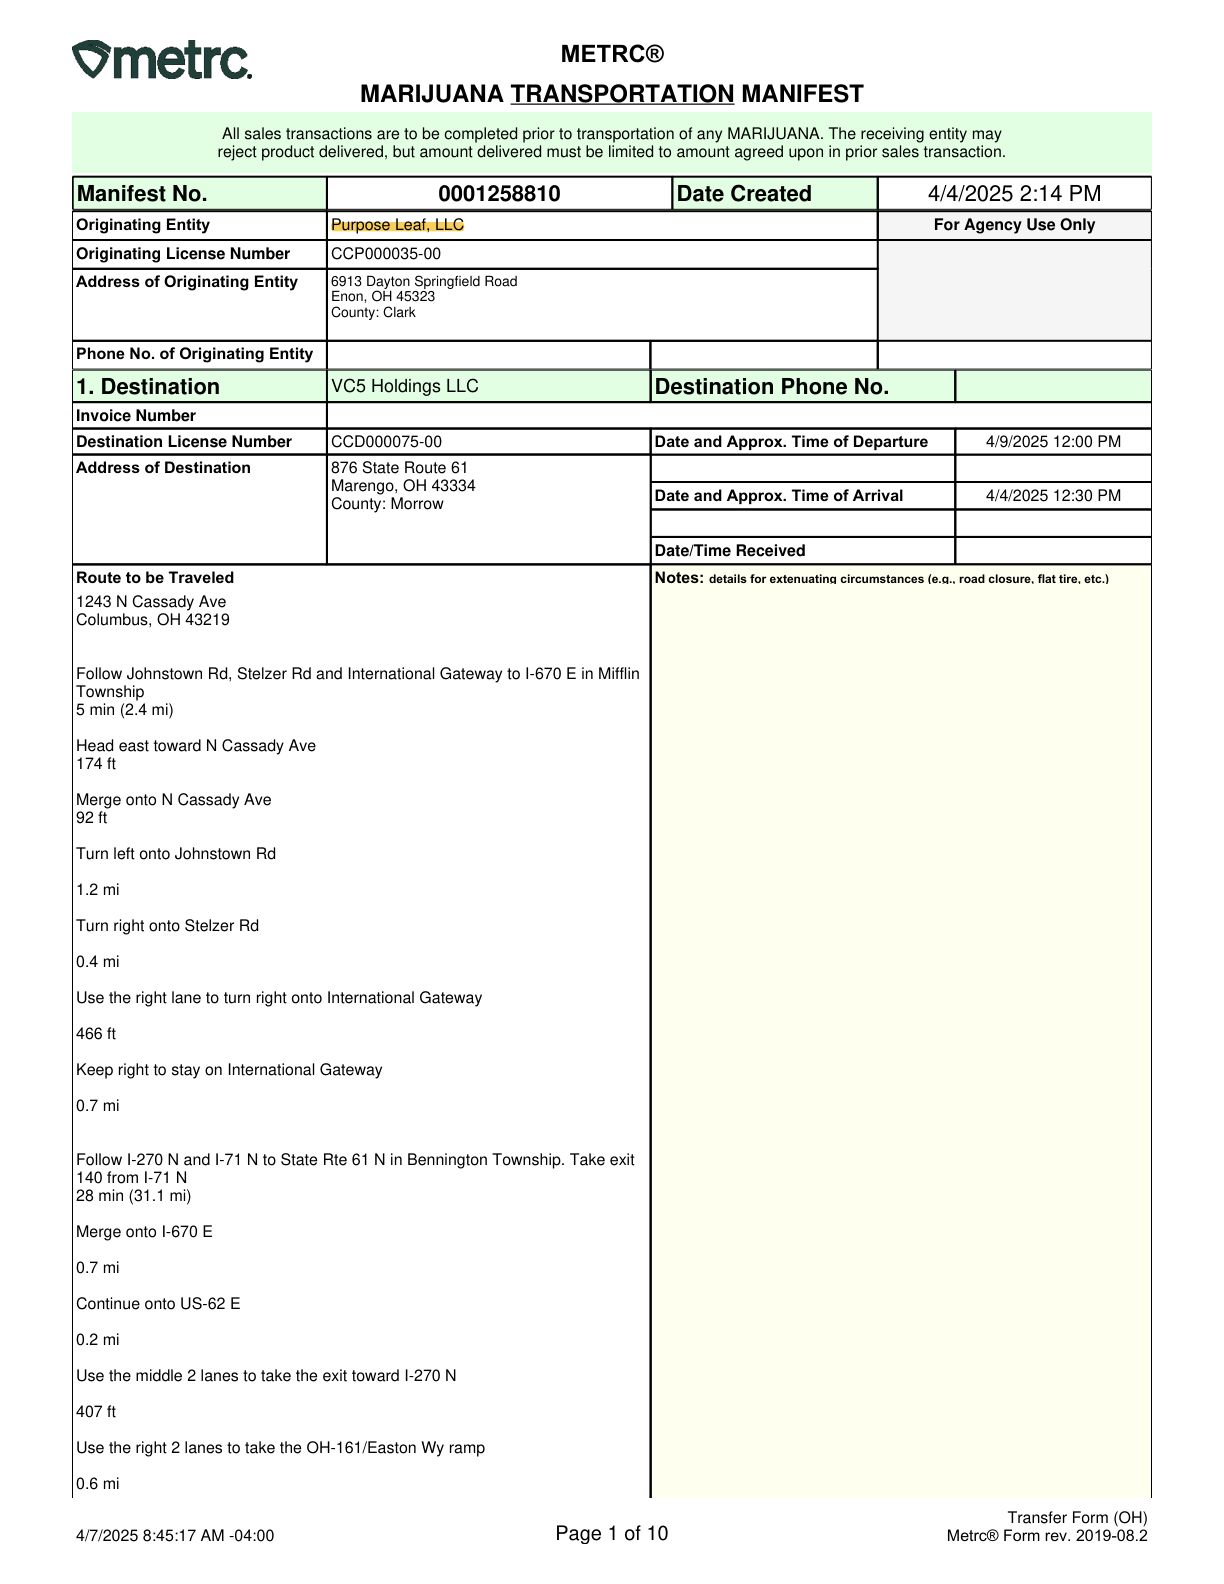 metrc.
METRC®
MARIJUANA TRANSPORTATION MANIFEST
All sales transactions are to be completed prior to transportation of any MARIJUANA. The receiving entity may
reject product delivered, but amount delivered must be limited to amount agreed upon in prior sales transaction.
Manifest No. 0001258810 Date Created 4/4/2025 2:14 PM
Originating Entity Purpose Leaf, LLC For Agency Use Only
Originating License Number CCP000035-00
Address of Originating Entity 6913 Dayton Springfield Road
Enon, OH 45323
County: Clark
Phone No. of Originating Entity
1. Destination VC5 Holdings LLC Destination Phone No.
Invoice Number
Destination License Number CCD000075-00 Date and Approx. Time of Departure 4/9/2025 12:00 PM
Address of Destination 876 State Route 61
Marengo, OH 43334
County: Morrow
Date and Approx. Time of Arrival 4/4/2025 12:30 PM
Date/Time Received
Route to be Traveled
Notes: details for extenuating circumstances (e.g., road closure, flat tire, etc.)
1243 N Cassady Ave
Columbus, OH 43219
Follow Johnstown Rd, Stelzer Rd and International Gateway to I-670 E in Mifflin
Township
5 min (2.4 mi)
Head east toward N Cassady Ave
174 ft
Merge onto N Cassady Ave
92 ft
Turn left onto Johnstown Rd
1.2 mi
Turn right onto Stelzer Rd
0.4 mi
Use the right lane to turn right onto International Gateway
466 ft
Keep right to stay on International Gateway
0.7 mi
Follow I-270 N and I-71 N to State Rte 61 N in Bennington Township. Take exit
140 from I-71 N
28 min (31.1 mi)
Merge onto I-670 E
0.7 mi
Continue onto US-62 E
0.2 mi
Use the middle 2 lanes to take the exit toward I-270 N
407 ft
Use the right 2 lanes to take the OH-161/Easton Wy ramp
0.6 mi
4/7/2025 8:45:17 AM -04:00
Page 1 of 10
Transfer Form (OH)
Metrc® Form rev. 2019-08.2